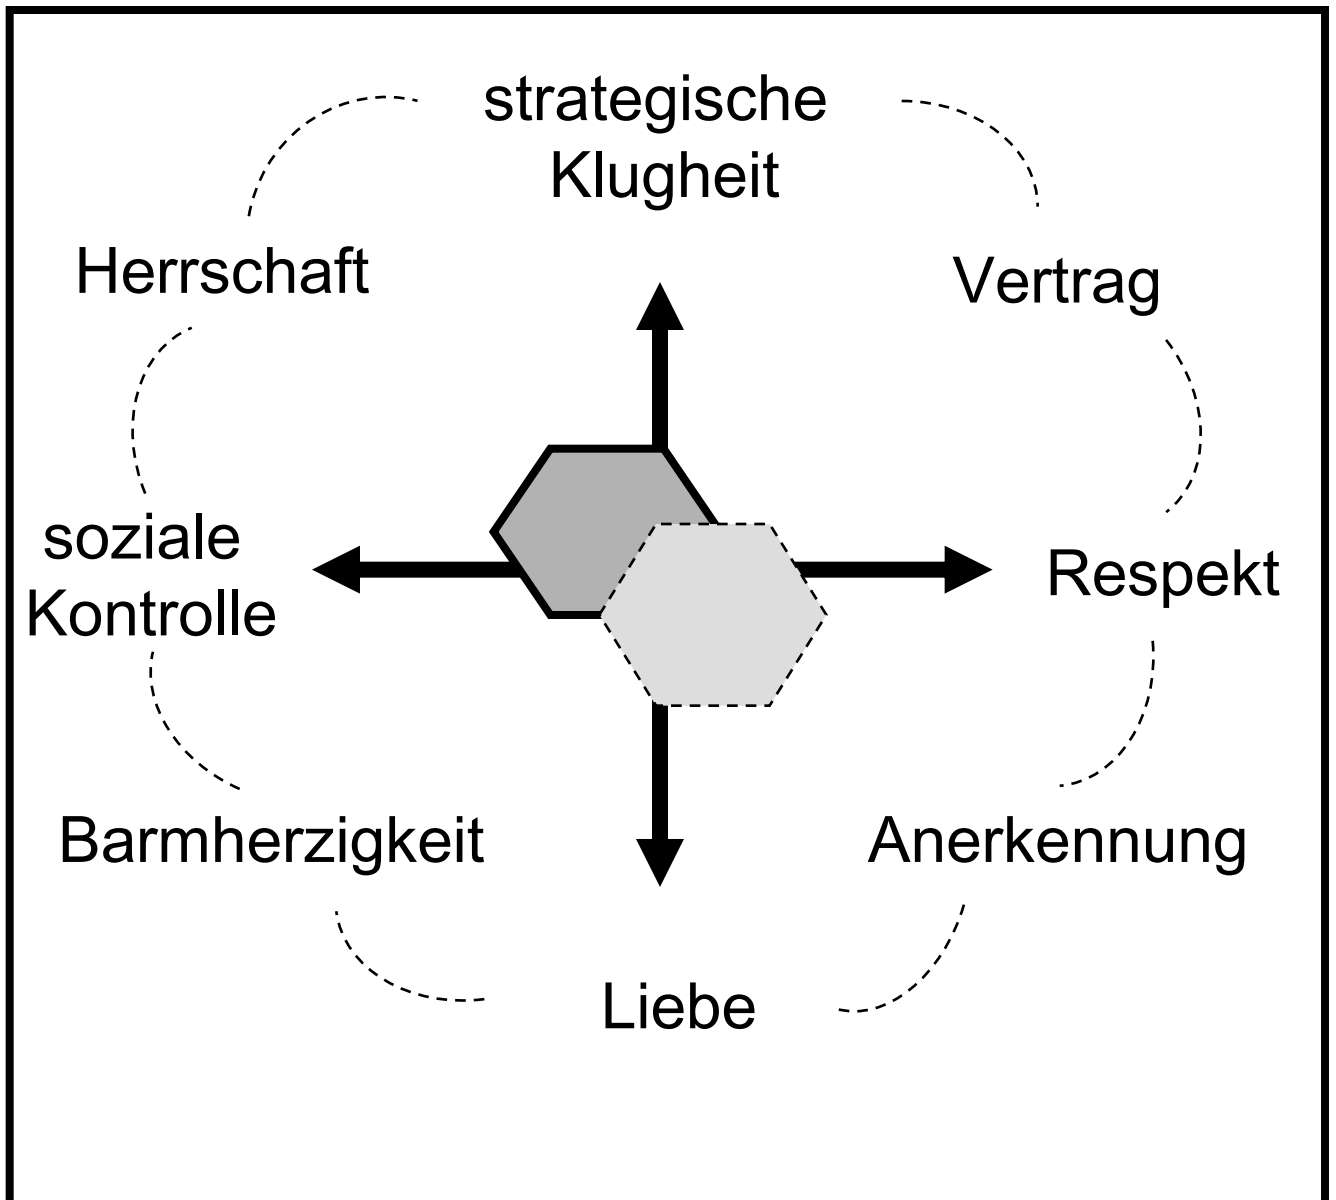 strategische
Klugheit
Herrschaft
Vertrag
soziale
Kontrolle
Respekt
Barmherzigkeit
Anerkennung
Liebe